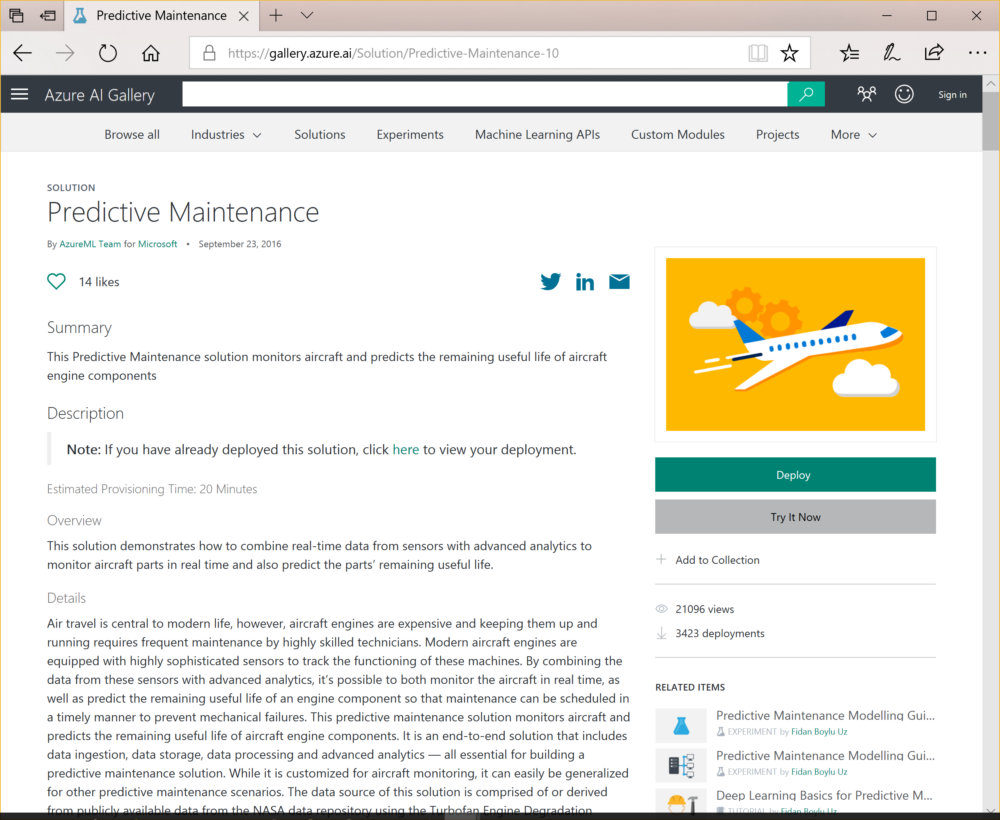 Predictive Maintenance
https://gallery.azure.ai/Solution/Predictive-Maintenance-10
Azure AI Gallery
Sign in
Browse all Industries Solutions Experiments Machine Learning APIs Custom Modules Projects More
SOLUTION
Predictive Maintenance
By AzureML Team for Microsoft • September 23, 2016
14 likes
Summary
This Predictive Maintenance solution monitors aircraft and predicts the remaining useful life of aircraft
engine components
Description
Note: If you have already deployed this solution, click here to view your deployment.
Estimated Provisioning Time: 20 Minutes
Overview
This solution demonstrates how to combine real-time data from sensors with advanced analytics to
monitor aircraft parts in real time and also predict the parts’ remaining useful life.
Details
Air travel is central to modern life, however, aircraft engines are expensive and keeping them up and
running requires frequent maintenance by highly skilled technicians. Modern aircraft engines are
equipped with highly sophisticated sensors to track the functioning of these machines. By combining the
data from these sensors with advanced analytics, it’s possible to both monitor the aircraft in real time, as
well as predict the remaining useful life of an engine component so that maintenance can be scheduled in
a timely manner to prevent mechanical failures. This predictive maintenance solution monitors aircraft and
predicts the remaining useful life of aircraft engine components. It is an end-to-end solution that includes
data ingestion, data storage, data processing and advanced analytics — all essential for building a
predictive maintenance solution. While it is customized for aircraft monitoring, it can easily be generalized
for other predictive maintenance scenarios. The data source of this solution is comprised of or derived
from publicly available data from the NASA data repository using the Turbofan Engine Degradation
Deploy
Try It Now
Add to Collection
21096 views
3423 deployments
RELATED ITEMS
Predictive Maintenance Modelling Gui...
EXPERIMENT by Fidan Boylu Uz
Predictive Maintenance Modelling Gui...
EXPERIMENT by Fidan Boylu Uz
Deep Learning Basics for Predictive M...
TUTORIAL by Fidan Boylu Uz